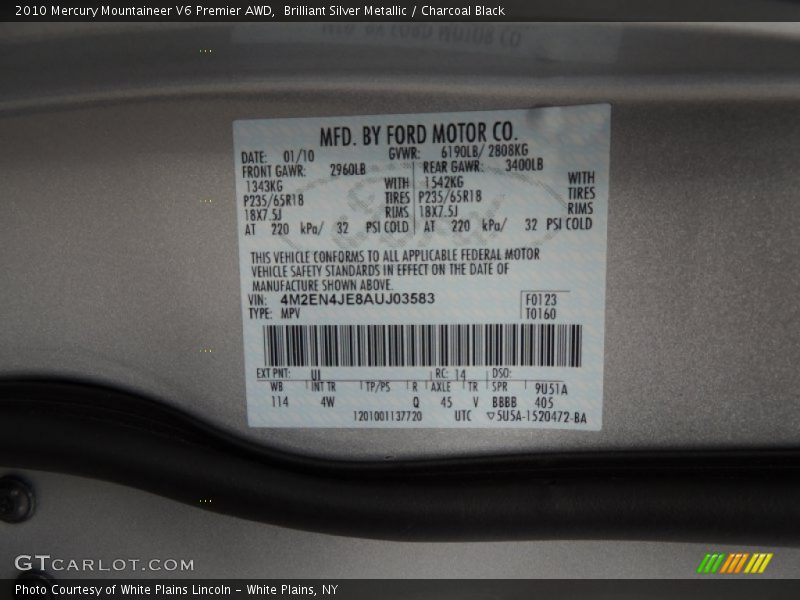 2010 Mercury Mountaineer V6 Premier AWD, Brilliant Silver Metallic / Charcoal Black
MFD. BY FORD MOTOR CO.
DATE: 01/10 GVWR: 6190LB/ 2808KG
FRONT GAWR: 2960LB REAR GAWR: 3400LB
1343KG WITH 1542KG WITH
P235/65R18 TIRES P235/65R18 TIRES
18X7.5J RIMS 18X7.5J RIMS
AT 220 kPa/ 32 PSI COLD AT 220 kPa/ 32 PSI COLD
THIS VEHICLE CONFORMS TO ALL APPLICABLE FEDERAL MOTOR
VEHICLE SAFETY STANDARDS IN EFFECT ON THE DATE OF
MANUFACTURE SHOWN ABOVE.
VIN: 4M2EN4JE8AUJ03583 F0123
TYPE: MPV T0160
EXT PNT: UI RC: 14 DSO:
WB INT TR TP/PS R AXLE TR SPR 9U51A
114 4W Q 45 V BBBB 405
1201001137720 UTC ▽5U5A-1520472-BA
GTCARLOT.COM
Photo Courtesy of White Plains Lincoln - White Plains, NY